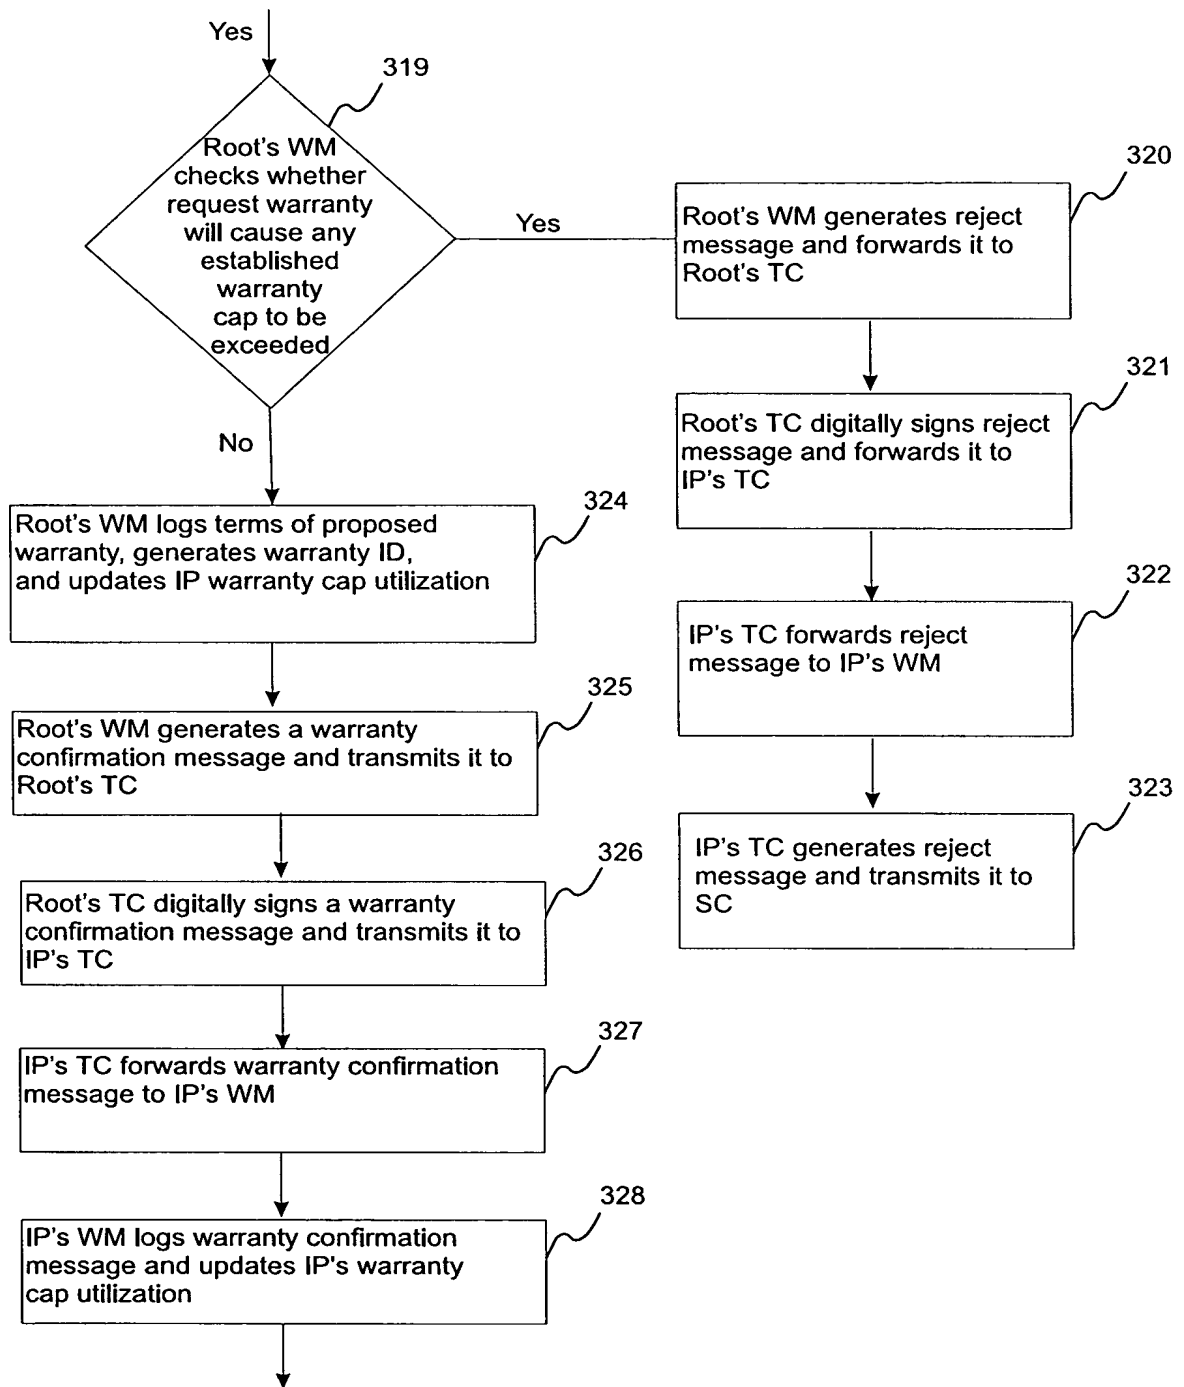 Yes
319
Root's WM
checks whether
request warranty
will cause any
established
warranty
cap to be
exceeded
Yes
No
320
Root's WM generates reject
message and forwards it to
Root's TC
321
Root's TC digitally signs reject
message and forwards it to
IP's TC
322
IP's TC forwards reject
message to IP's WM
323
IP's TC generates reject
message and transmits it to
SC
324
Root's WM logs terms of proposed
warranty, generates warranty ID,
and updates IP warranty cap utilization
325
Root's WM generates a warranty
confirmation message and transmits it to
Root's TC
326
Root's TC digitally signs a warranty
confirmation message and transmits it to
IP's TC
327
IP's TC forwards warranty confirmation
message to IP's WM
328
IP's WM logs warranty confirmation
message and updates IP's warranty
cap utilization